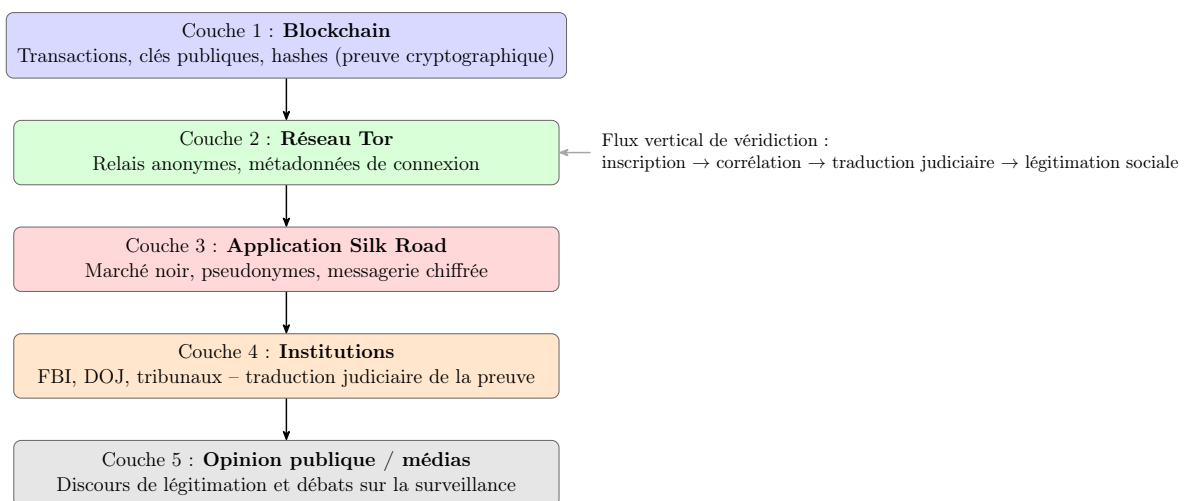 Couche 1 : Blockchain
Transactions, clés publiques, hashes (preuve cryptographique)
Couche 2 : Réseau Tor
Relais anonymes, métadonnées de connexion
Flux vertical de véridiction :
inscription → corrélation → traduction judiciaire → légitimation sociale
Couche 3 : Application Silk Road
Marché noir, pseudonymes, messagerie chiffrée
Couche 4 : Institutions
FBI, DOJ, tribunaux – traduction judiciaire de la preuve
Couche 5 : Opinion publique / médias
Discours de légitimation et débats sur la surveillance